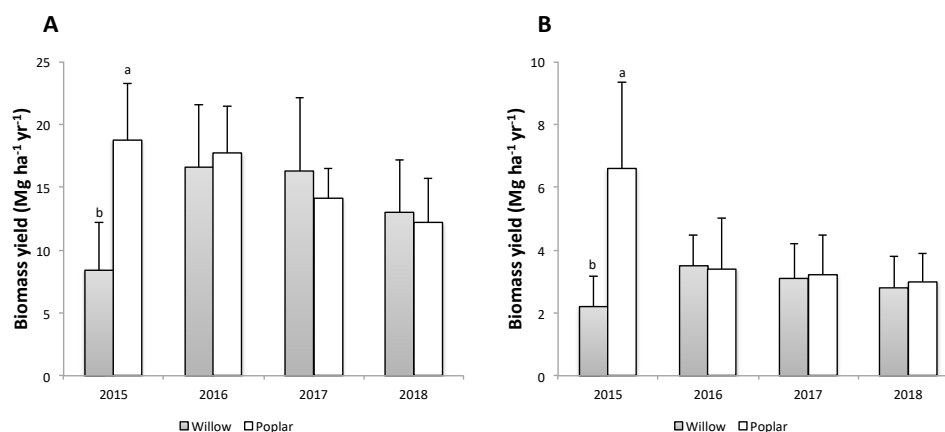 A
B
Biomass yield (Mg ha⁻¹ yr⁻¹)
25
20
15
10
5
0
b
a
2015
2016
2017
2018
Willow
Poplar
Biomass yield (Mg ha⁻¹ yr⁻¹)
10
8
6
4
2
0
b
a
2015
2016
2017
2018
Willow
Poplar